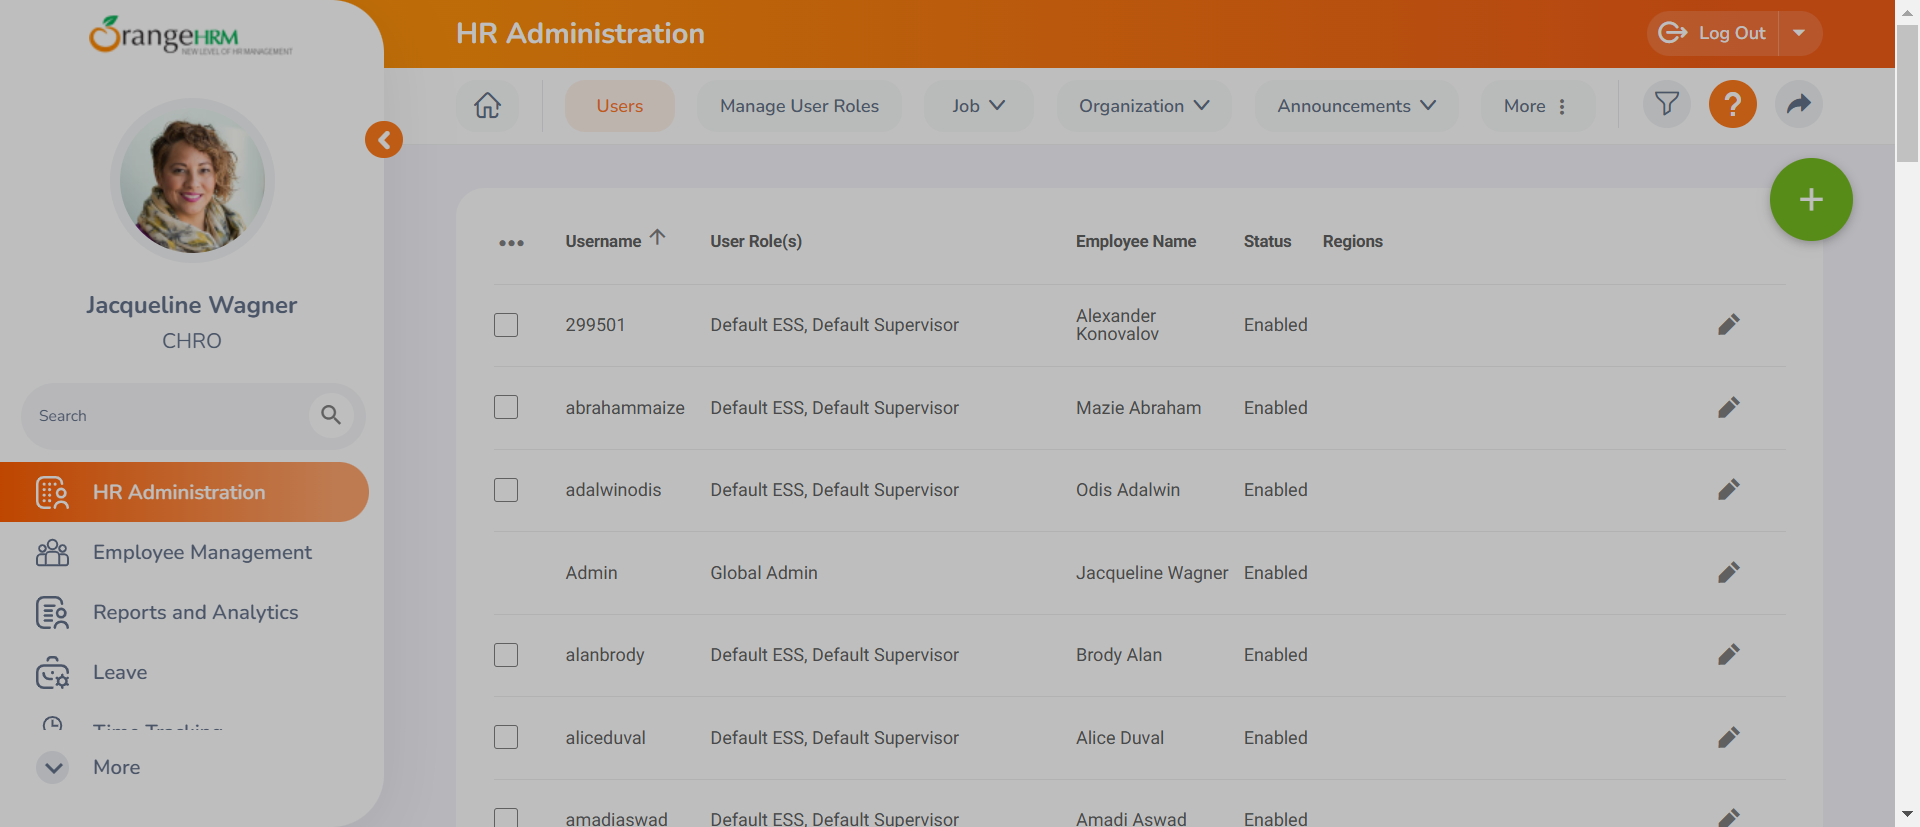 OrangeHRM
NEW LEVEL OF HR MANAGEMENT
HR Administration
Log Out
Users
Manage User Roles
Job
Organization
Announcements
More
?
Jacqueline Wagner
CHRO
Search
HR Administration
Employee Management
Reports and Analytics
Leave
Time Tracking
More
Username User Role(s) Employee Name Status Regions
299501 Default ESS, Default Supervisor Alexander Konovalov Enabled
abrahammaize Default ESS, Default Supervisor Mazie Abraham Enabled
adalwinodis Default ESS, Default Supervisor Odis Adalwin Enabled
Admin Global Admin Jacqueline Wagner Enabled
alanbrody Default ESS, Default Supervisor Brody Alan Enabled
aliceduval Default ESS, Default Supervisor Alice Duval Enabled
amadiaswad Default ESS, Default Supervisor Amadi Aswad Enabled